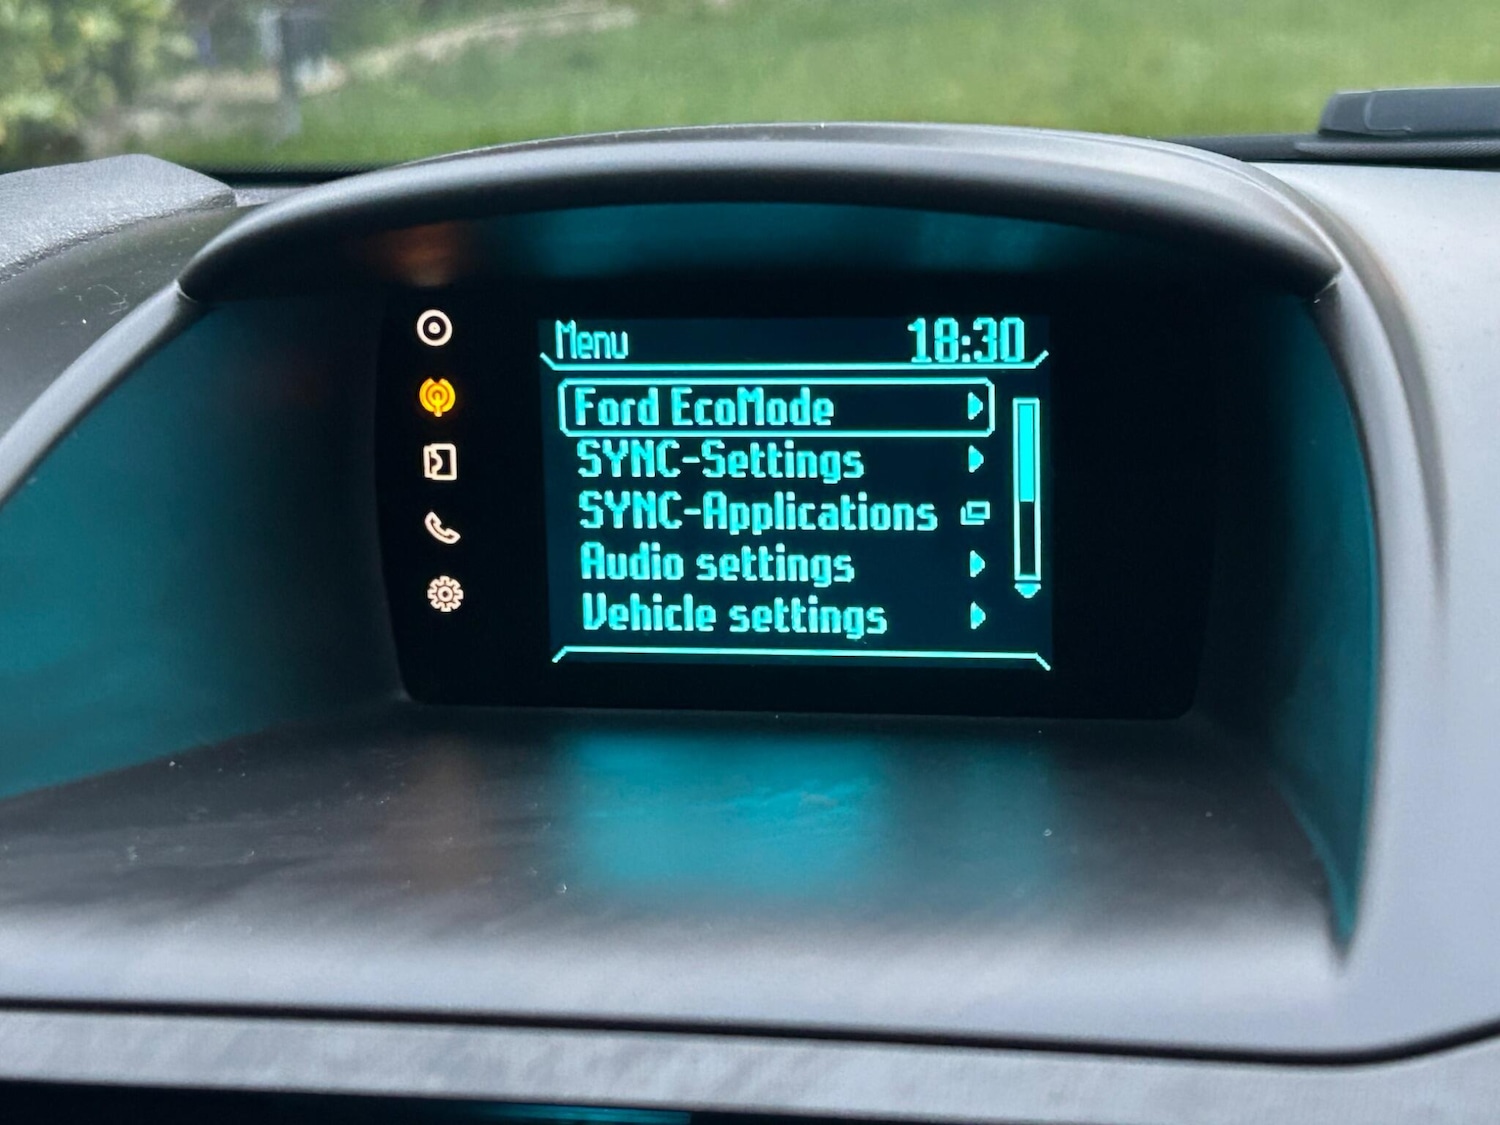 Menu 18:30
Ford EcoMode
SYNC-Settings
SYNC-Applications
Audio settings
Vehicle settings